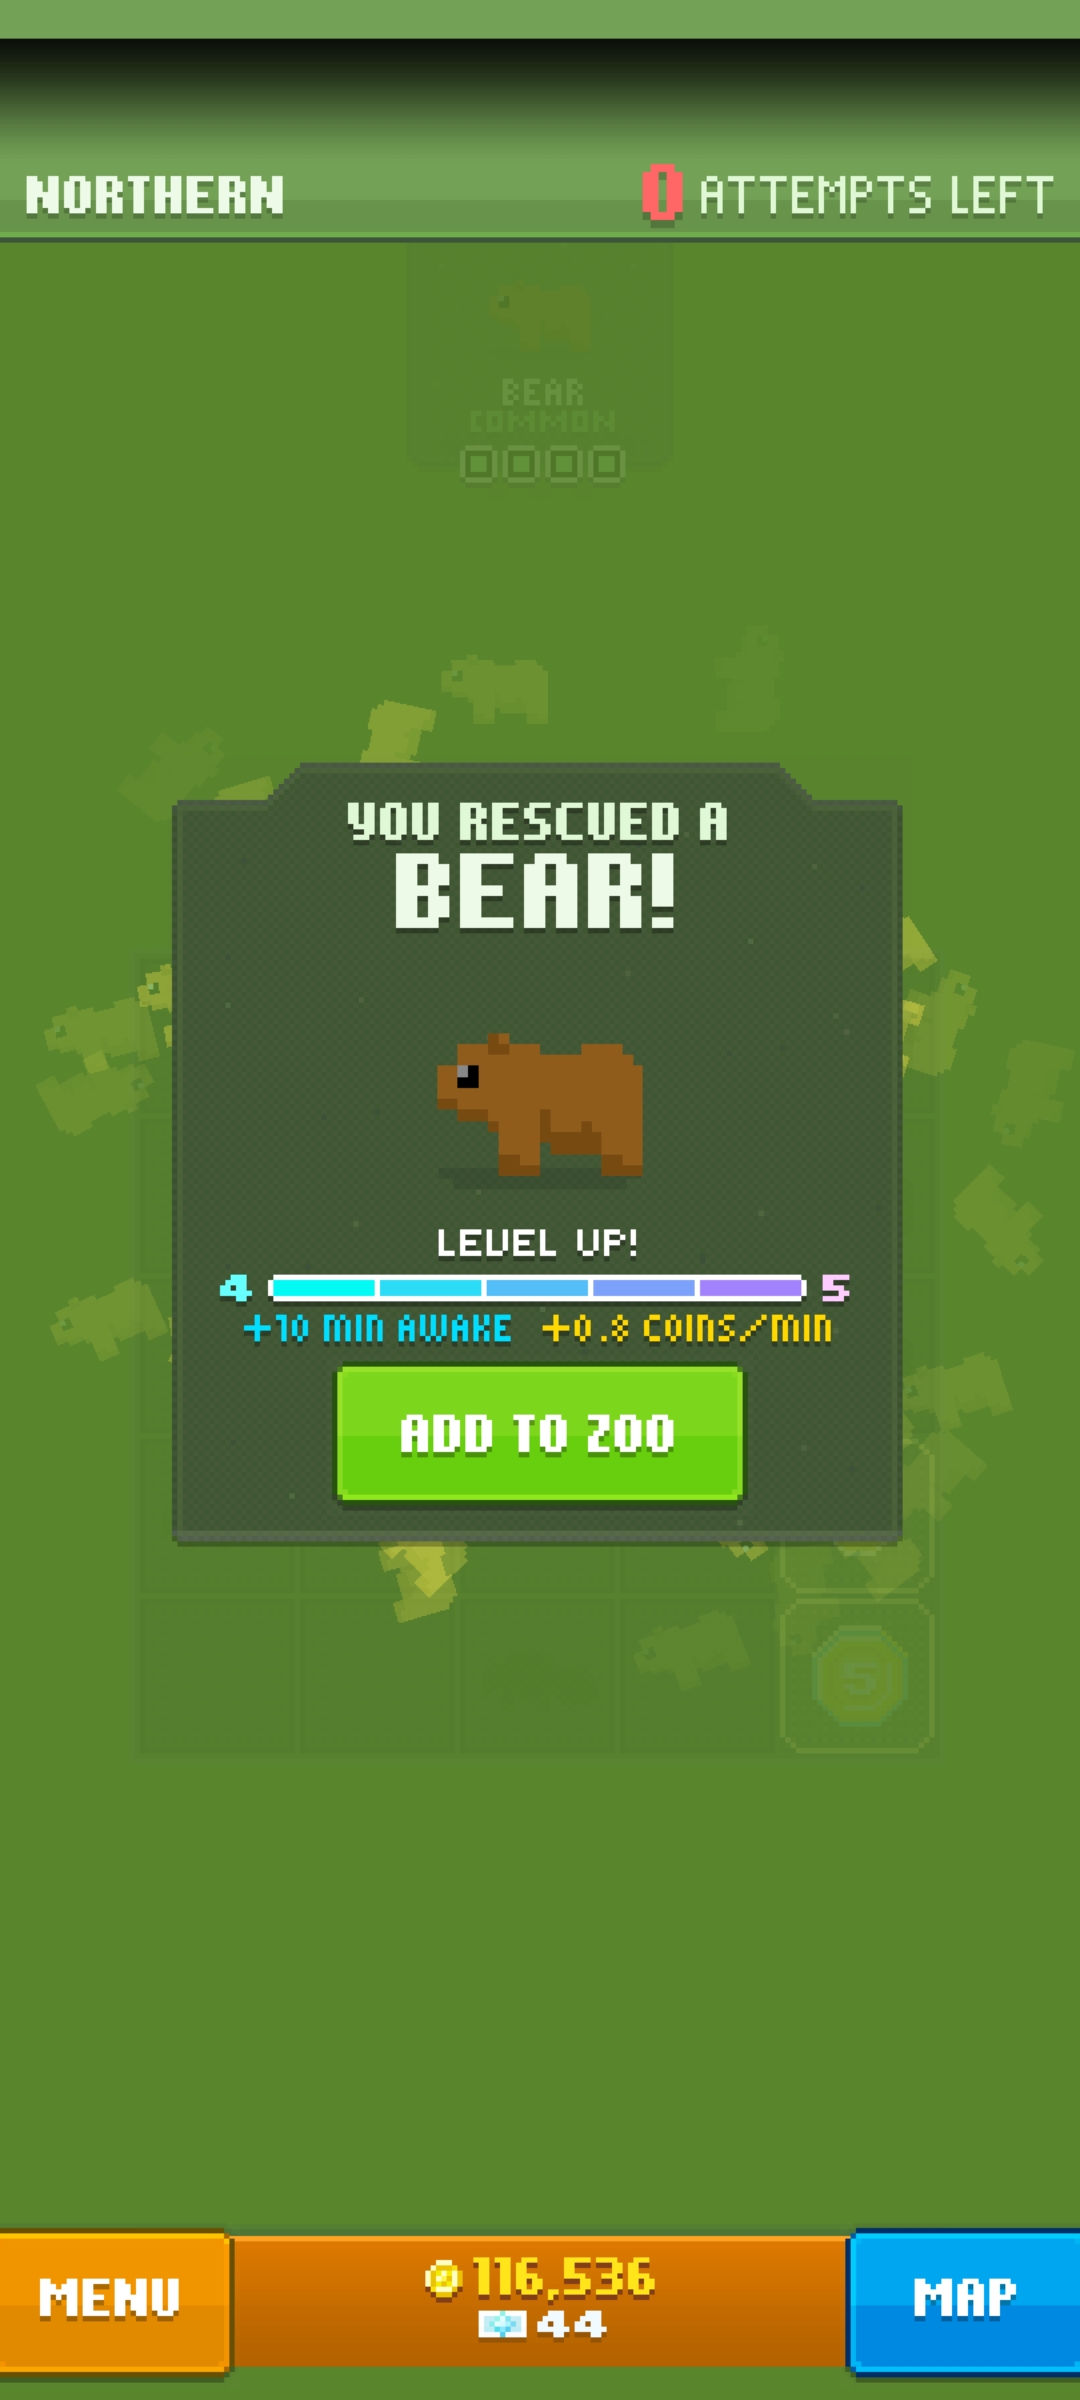 NORTHERN
0 ATTEMPTS LEFT
BEAR
COMMON
YOU RESCUED A
BEAR!
LEVEL UP!
4 5
+10 MIN AWAKE +0.8 COINS/MIN
ADD TO ZOO
5
MENU
116,536
44
MAP